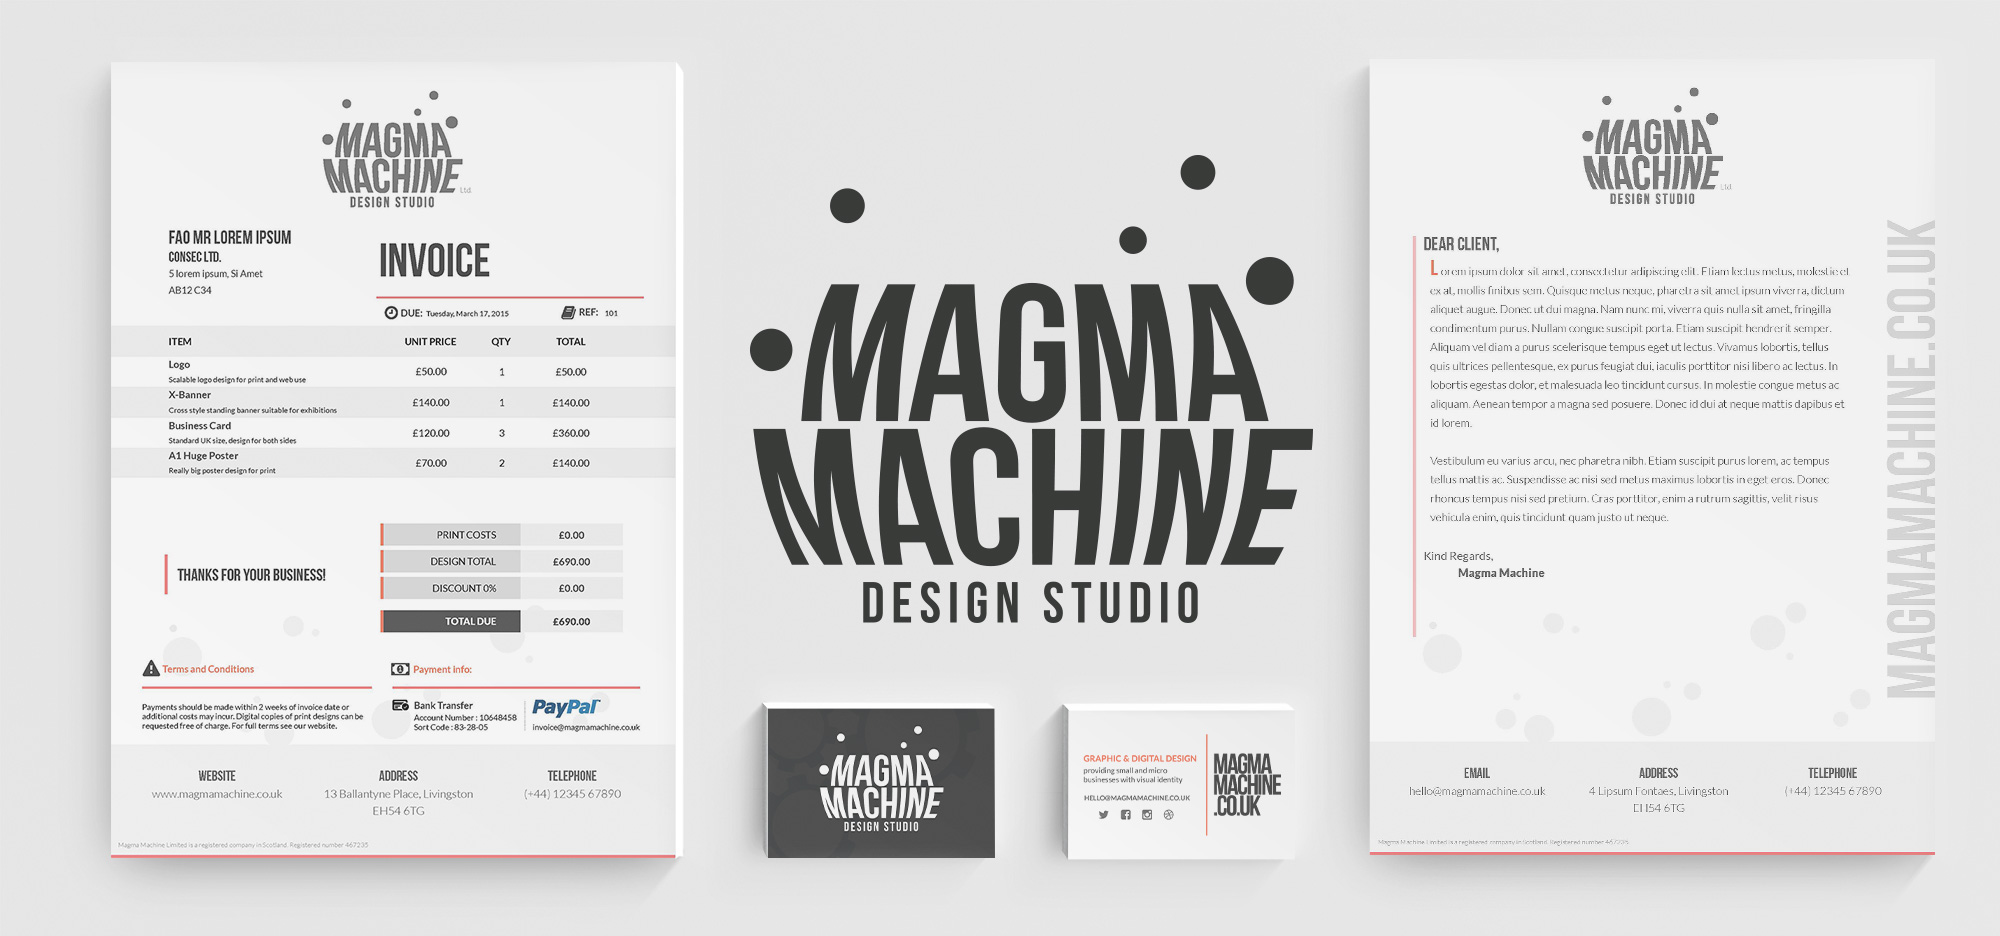 MAGMA
MACHINE
Ltd.
DESIGN STUDIO
FAO MR LOREM IPSUM
CONSEC LTD.
5 lorem ipsum, Si Amet
AB12 C34
INVOICE
DUE: Tuesday, March 17, 2015 REF: 101
ITEM UNIT PRICE QTY TOTAL
Logo
Scalable logo design for print and web use
£50.00 1 £50.00
X-Banner
Cross style standing banner suitable for exhibitions
£140.00 1 £140.00
Business Card
Standard UK size, design for both sides
£120.00 3 £360.00
A1 Huge Poster
Really big poster design for print
£70.00 2 £140.00
PRINT COSTS £0.00
DESIGN TOTAL £690.00
DISCOUNT 0% £0.00
TOTAL DUE £690.00
THANKS FOR YOUR BUSINESS!
Terms and Conditions
Payments should be made within 2 weeks of invoice date or
additional costs may incur. Digital copies of print designs can be
requested free of charge. For full terms see our website.
Payment info:
Bank Transfer
Account Number : 10648458
Sort Code : 83-28-05
PayPal
invoice@magmamachine.co.uk
WEBSITE
www.magmamachine.co.uk
ADDRESS
13 Ballantyne Place, Livingston
EH54 6TG
TELEPHONE
(+44) 12345 67890
Magma Machine Limited is a registered company in Scotland. Registered number 467235
MAGMA
MACHINE
DESIGN STUDIO
MAGMA
MACHINE
DESIGN STUDIO
GRAPHIC & DIGITAL DESIGN
providing small and micro
businesses with visual identity
HELLO@MAGMAMACHINE.CO.UK
MAGMA
MACHINE
.CO.UK
MAGMA
MACHINE
Ltd
DESIGN STUDIO
DEAR CLIENT,
Lorem ipsum dolor sit amet, consectetur adipiscing elit. Etiam lectus metus, molestie et
ex at, mollis finibus sem. Quisque metus neque, pharetra sit amet ipsum viverra, dictum
aliquet augue. Donec ut dui magna. Nam nunc mi, viverra quis nulla sit amet, fringilla
condimentum purus. Nullam congue suscipit porta. Etiam suscipit hendrerit semper.
Aliquam vel diam a purus scelerisque tempus eget ut lectus. Vivamus lobortis, tellus
quis ultrices pellentesque, ex purus feugiat dui, iaculis porttitor nisi libero ac lectus. In
lobortis egestas dolor, et malesuada leo tincidunt cursus. In molestie congue metus ac
aliquam. Aenean tempor a magna sed posuere. Donec id dui at neque mattis dapibus et
id lorem.
Vestibulum eu varius arcu, nec pharetra nibh. Etiam suscipit purus lorem, ac tempus
tellus mattis ac. Suspendisse ac nisi sed metus maximus lobortis in eget eros. Donec
rhoncus tempus nisi sed pretium. Cras porttitor, enim a rutrum sagittis, velit risus
vehicula enim, quis tincidunt quam justo ut neque.
Kind Regards,
Magma Machine
MAGMAMACHINE.CO.UK
EMAIL
hello@magmamachine.co.uk
ADDRESS
4 Lipsum Fontaes, Livingston
EH54 6TG
TELEPHONE
(+44) 12345 67890
Magma Machine Limited is a registered company in Scotland. Registered number 467235